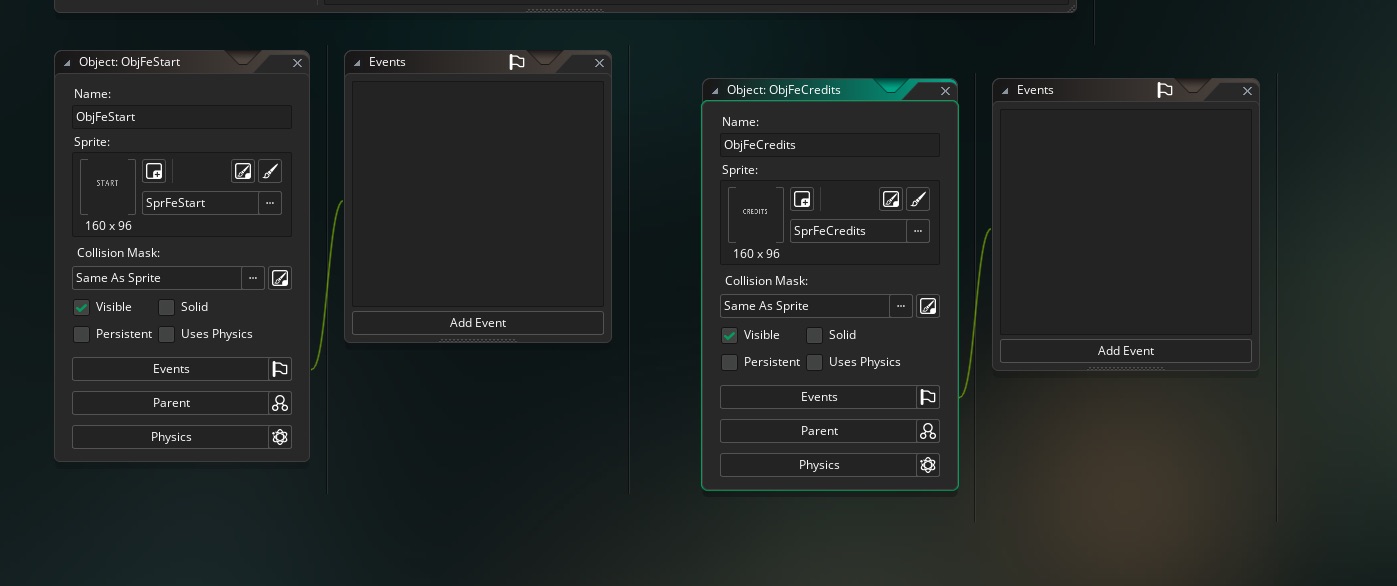 Object: ObjFeStart
Name:
ObjFeStart
Sprite:
START
SprFeStart
...
160 x 96
Collision Mask:
Same As Sprite
...
Visible
Solid
Persistent
Uses Physics
Events
Parent
Physics
Events
Add Event
Object: ObjFeCredits
Name:
ObjFeCredits
Sprite:
CREDITS
SprFeCredits
...
160 x 96
Collision Mask:
Same As Sprite
...
Visible
Solid
Persistent
Uses Physics
Events
Parent
Physics
Events
Add Event